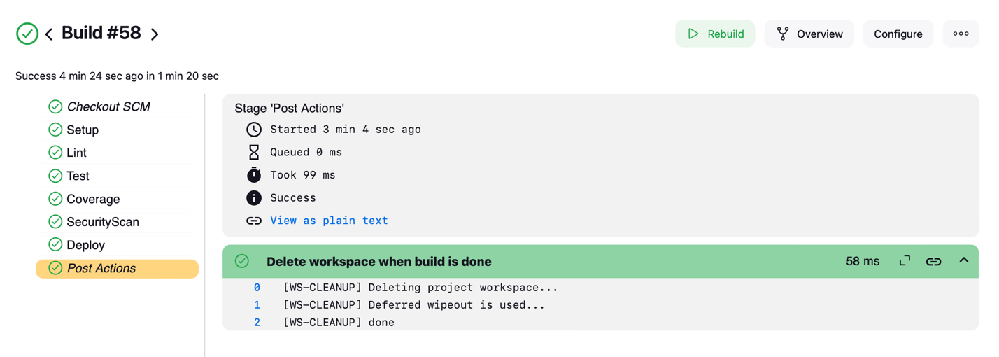 Build #58
Rebuild
Overview
Configure
Success 4 min 24 sec ago in 1 min 20 sec
Checkout SCM
Setup
Lint
Test
Coverage
SecurityScan
Deploy
Post Actions
Stage 'Post Actions'
Started 3 min 4 sec ago
Queued 0 ms
Took 99 ms
Success
View as plain text
Delete workspace when build is done 58 ms
0 [WS-CLEANUP] Deleting project workspace...
1 [WS-CLEANUP] Deferred wipeout is used...
2 [WS-CLEANUP] done